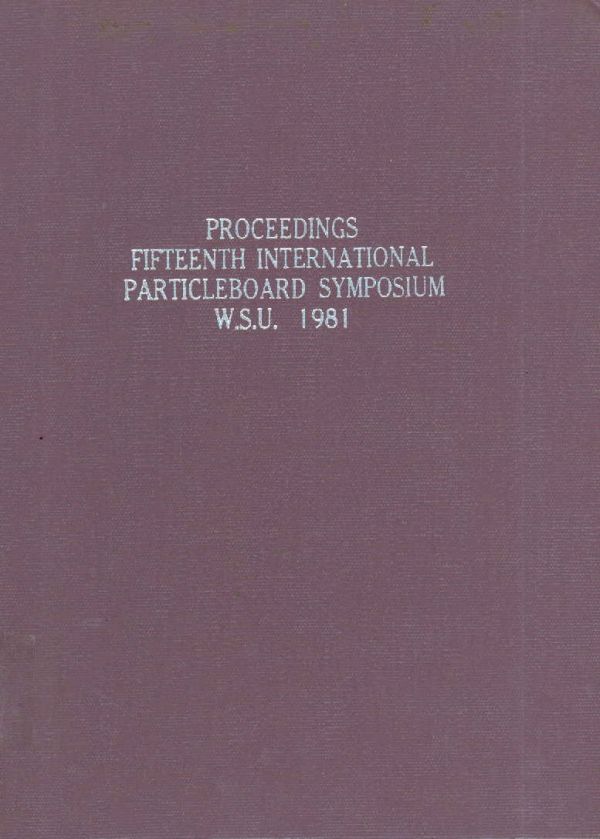 PROCEEDINGS
FIFTEENTH INTERNATIONAL
PARTICLEBOARD SYMPOSIUM
W.S.U. 1981